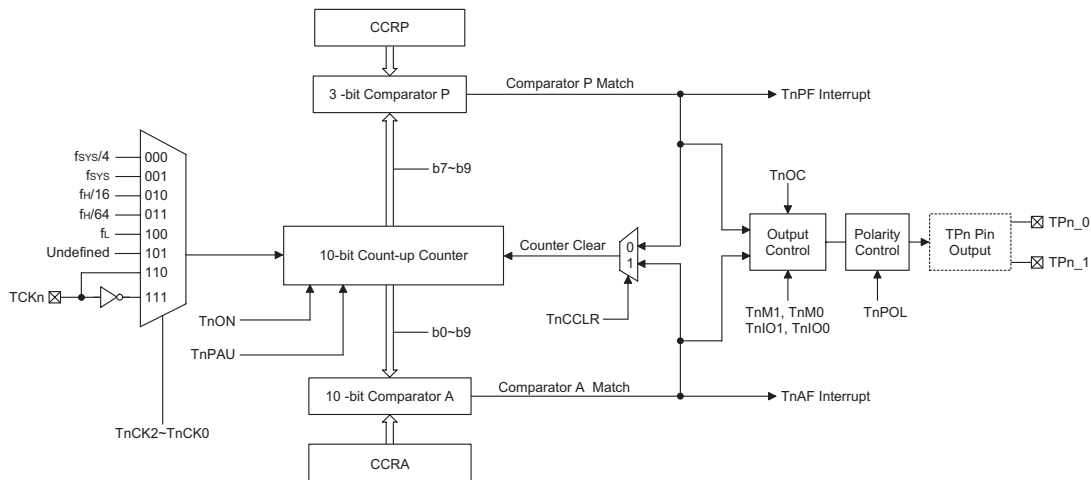 CCRP
3 -bit Comparator P
Comparator P Match
TnPF Interrupt
b7~b9
fSYS/4
fSYS
fH/16
fH/64
fL
Undefined
TCKn
000
001
010
011
100
101
110
111
TnCK2~TnCK0
10-bit Count-up Counter
TnON
TnPAU
Counter Clear
0
1
TnCCLR
TnOC
Output
Control
TnM1, TnM0
TnIO1, TnIO0
Polarity
Control
TnPOL
TPn Pin
Output
TPn_0
TPn_1
b0~b9
10 -bit Comparator A
Comparator A Match
TnAF Interrupt
CCRA